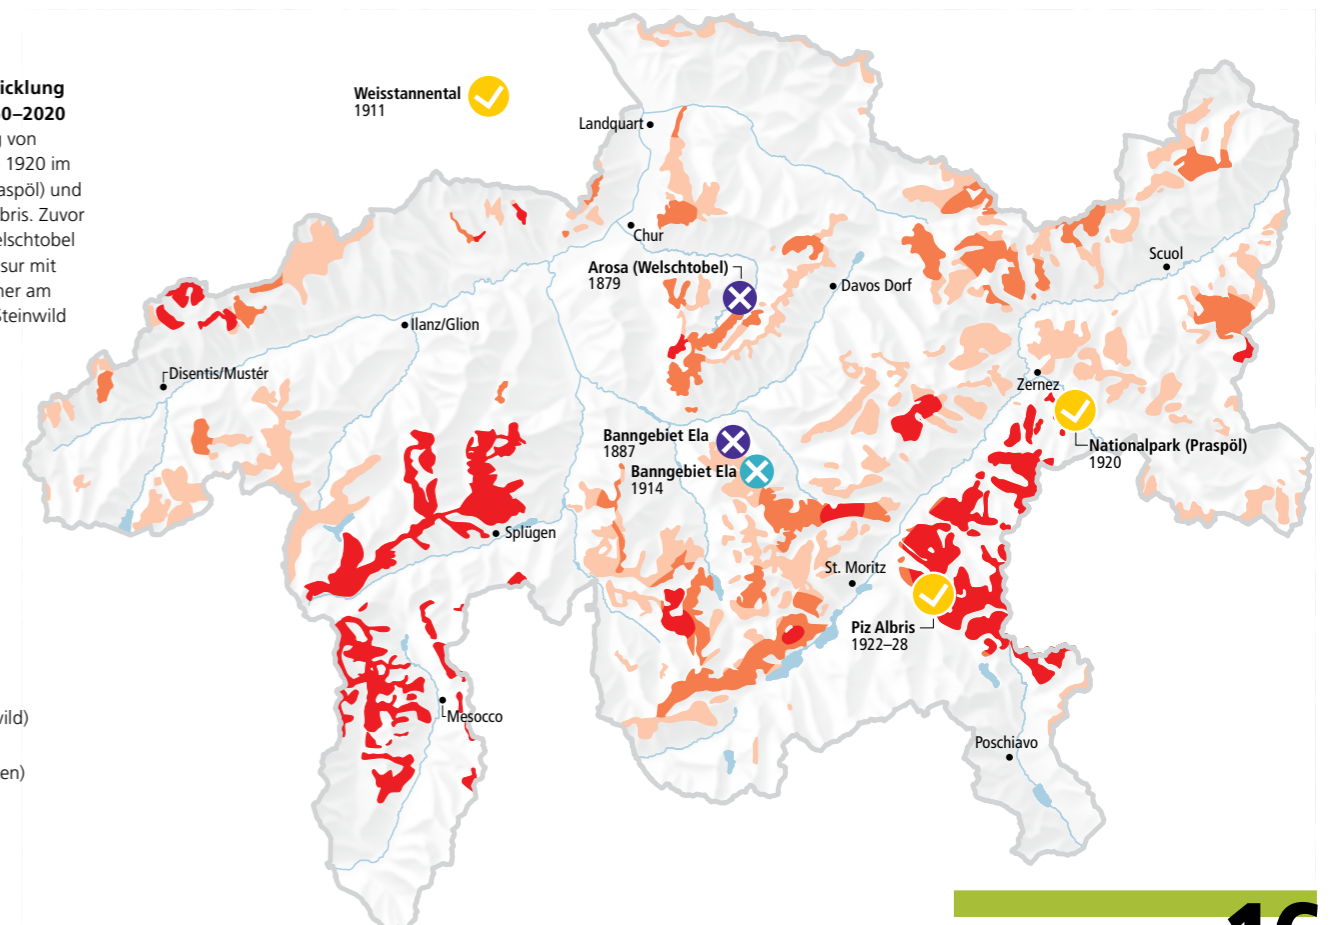 icklung
0–2020
von
1920 im
aspöl) und
bris. Zuvor
elschtobel
sur mit
ner am
Steinwild
wild)
en)
Weisstannental
1911
Landquart
Chur
Arosa (Welschtobel)
1879
Davos Dorf
Scuol
Ilanz/Glion
Disentis/Mustér
Zernez
Nationalpark (Praspöl)
1920
Banngebiet Ela
1887
Banngebiet Ela
1914
Splügen
St. Moritz
Piz Albris
1922–28
Mesocco
Poschiavo